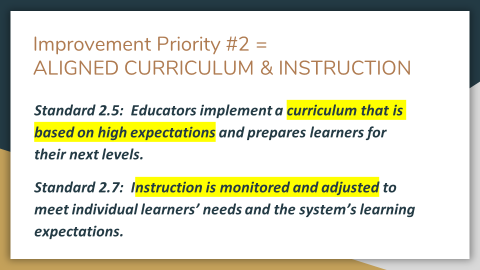 Improvement Priority #2 =
ALIGNED CURRICULUM & INSTRUCTION
Standard 2.5: Educators implement a curriculum that is
based on high expectations and prepares learners for
their next levels.
Standard 2.7: Instruction is monitored and adjusted to
meet individual learners' needs and the system's learning
expectations.